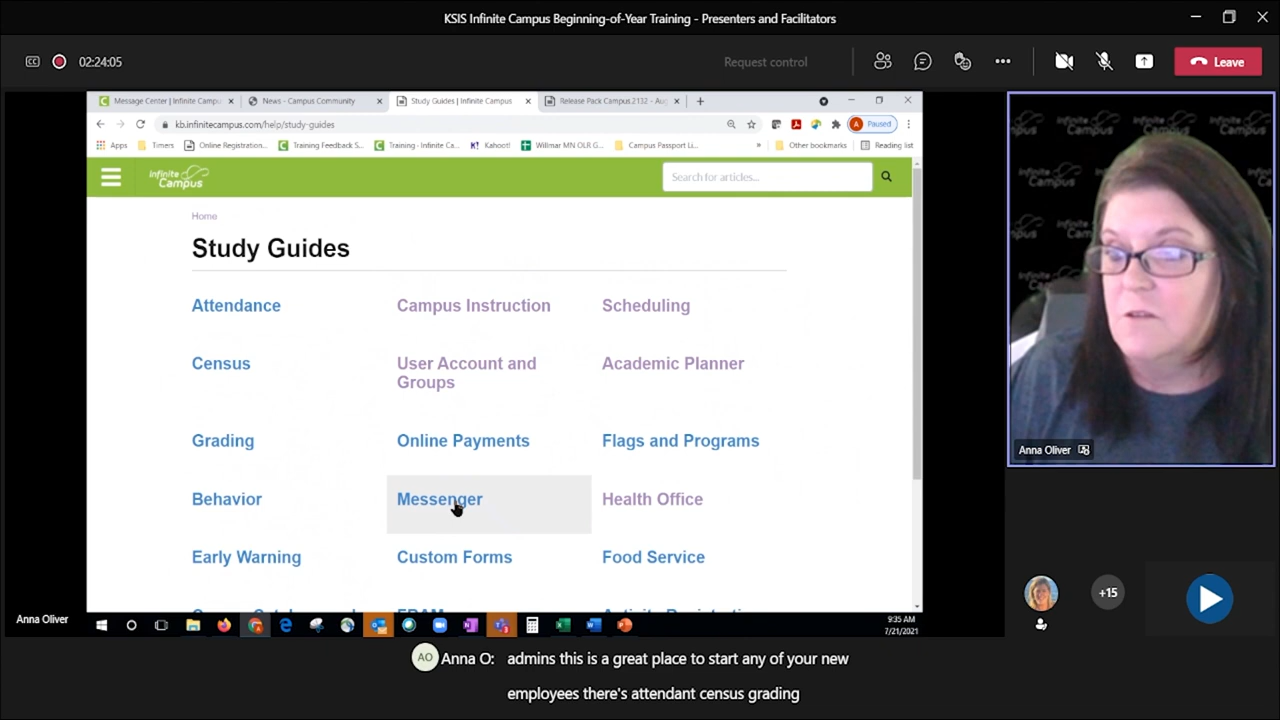 KSIS Infinite Campus Beginning-of-Year Training - Presenters and Facilitators
CC
02:24:05
Request control
Leave
Message Center | Infinite Campu
News - Campus Community
Study Guides | Infinite Campus
Release Pack Campus.2132 - Au
kb.infinitecampus.com/help/study-guides
A Paused
Apps
Timers
Online Registration...
Training Feedback S...
Training - Infinite Ca...
Kahoot!
Willmar MN OLR G...
Campus Passport Li...
»
Other bookmarks
Reading list
Infinite Campus
Search for articles...
Home
Study Guides
Attendance
Campus Instruction
Scheduling
Census
User Account and
Groups
Academic Planner
Grading
Online Payments
Flags and Programs
Behavior
Messenger
Health Office
Early Warning
Custom Forms
Food Service
9:35 AM
7/21/2021
Anna Oliver
Anna Oliver
+15
AO Anna O: admins this is a great place to start any of your new
employees there's attendant census grading